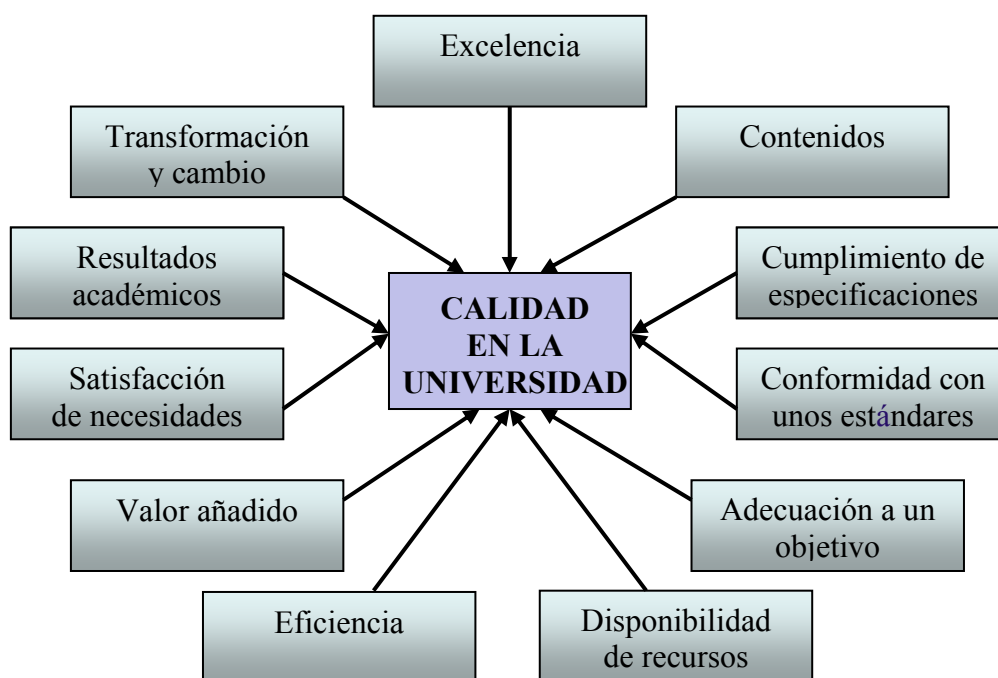 Excelencia
Transformación
y cambio
Contenidos
Resultados
académicos
CALIDAD
EN LA
UNIVERSIDAD
Cumplimiento de
especificaciones
Satisfacción
de necesidades
Conformidad con
unos estándares
Valor añadido
Adecuación a un
objetivo
Eficiencia
Disponibilidad
de recursos